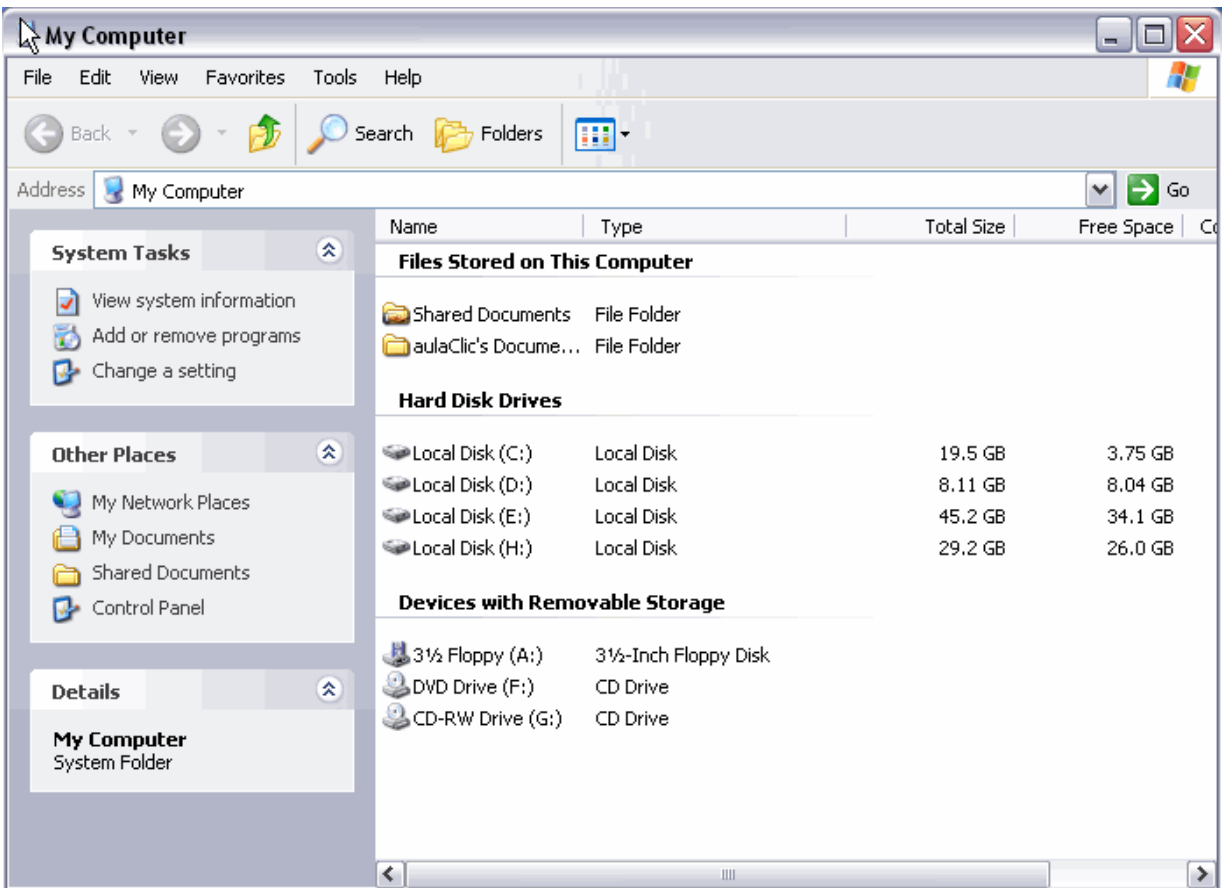 My Computer
File Edit View Favorites Tools Help
Back Search Folders
Address My Computer Go
System Tasks
View system information
Add or remove programs
Change a setting
Other Places
My Network Places
My Documents
Shared Documents
Control Panel
Details
My Computer
System Folder
Name Type Total Size Free Space
Files Stored on This Computer
Shared Documents File Folder
aulaClic's Docume... File Folder
Hard Disk Drives
Local Disk (C:) Local Disk 19.5 GB 3.75 GB
Local Disk (D:) Local Disk 8.11 GB 8.04 GB
Local Disk (E:) Local Disk 45.2 GB 34.1 GB
Local Disk (H:) Local Disk 29.2 GB 26.0 GB
Devices with Removable Storage
3½ Floppy (A:) 3½-Inch Floppy Disk
DVD Drive (F:) CD Drive
CD-RW Drive (G:) CD Drive